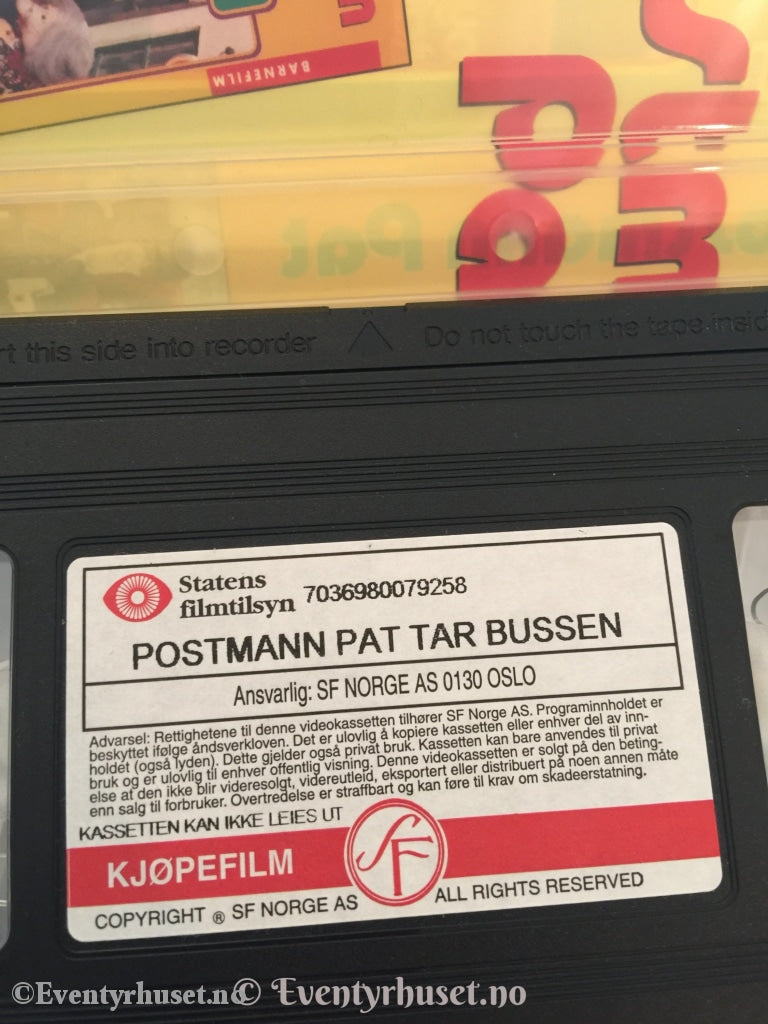 BARNEFILM
Pat
rt this side into recorder
Do not touch the tape insid
Statens
filmtilsyn 7036980079258
POSTMANN PAT TAR BUSSEN
Ansvarlig: SF NORGE AS 0130 OSLO
Advarsel: Rettighetene til denne videokassetten tilhører SF Norge AS. Programinnholdet er
beskyttet ifølge åndsverkloven. Det er ulovlig å kopiere kassetten eller enhver del av inn-
holdet (også lyden). Dette gjelder også privat bruk. Kassetten kan bare anvendes til privat
bruk og er ulovlig til enhver offentlig visning. Denne videokassetten er solgt på den beting-
else at den ikke blir videresolgt, videreutleid, eksportert eller distribuert på noen annen måte
enn salg til forbruker. Overtredelse er straffbart og kan føre til krav om skadeerstatning.
KASSETTEN KAN IKKE LEIES UT
KJØPEFILM
SF
COPYRIGHT ® SF NORGE AS
ALL RIGHTS RESERVED
©Eventyrhuset.no
© Eventyrhuset.no